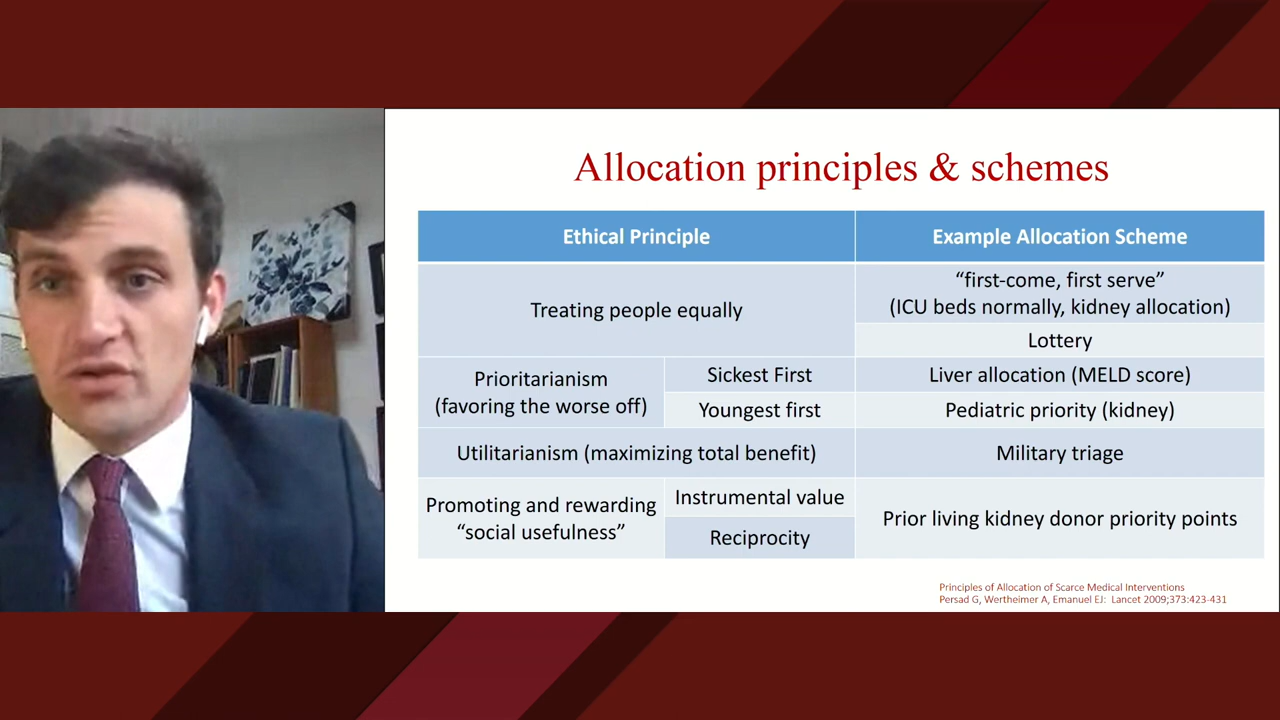 Allocation principles & schemes
Ethical Principle
Example Allocation Scheme
Treating people equally
“first-come, first serve”
(ICU beds normally, kidney allocation)
Lottery
Prioritarianism
(favoring the worse off)
Sickest First
Liver allocation (MELD score)
Youngest first
Pediatric priority (kidney)
Utilitarianism (maximizing total benefit)
Military triage
Promoting and rewarding
“social usefulness”
Instrumental value
Reciprocity
Prior living kidney donor priority points
Principles of Allocation of Scarce Medical Interventions
Persad G, Wertheimer A, Emanuel EJ: Lancet 2009;373:423-431